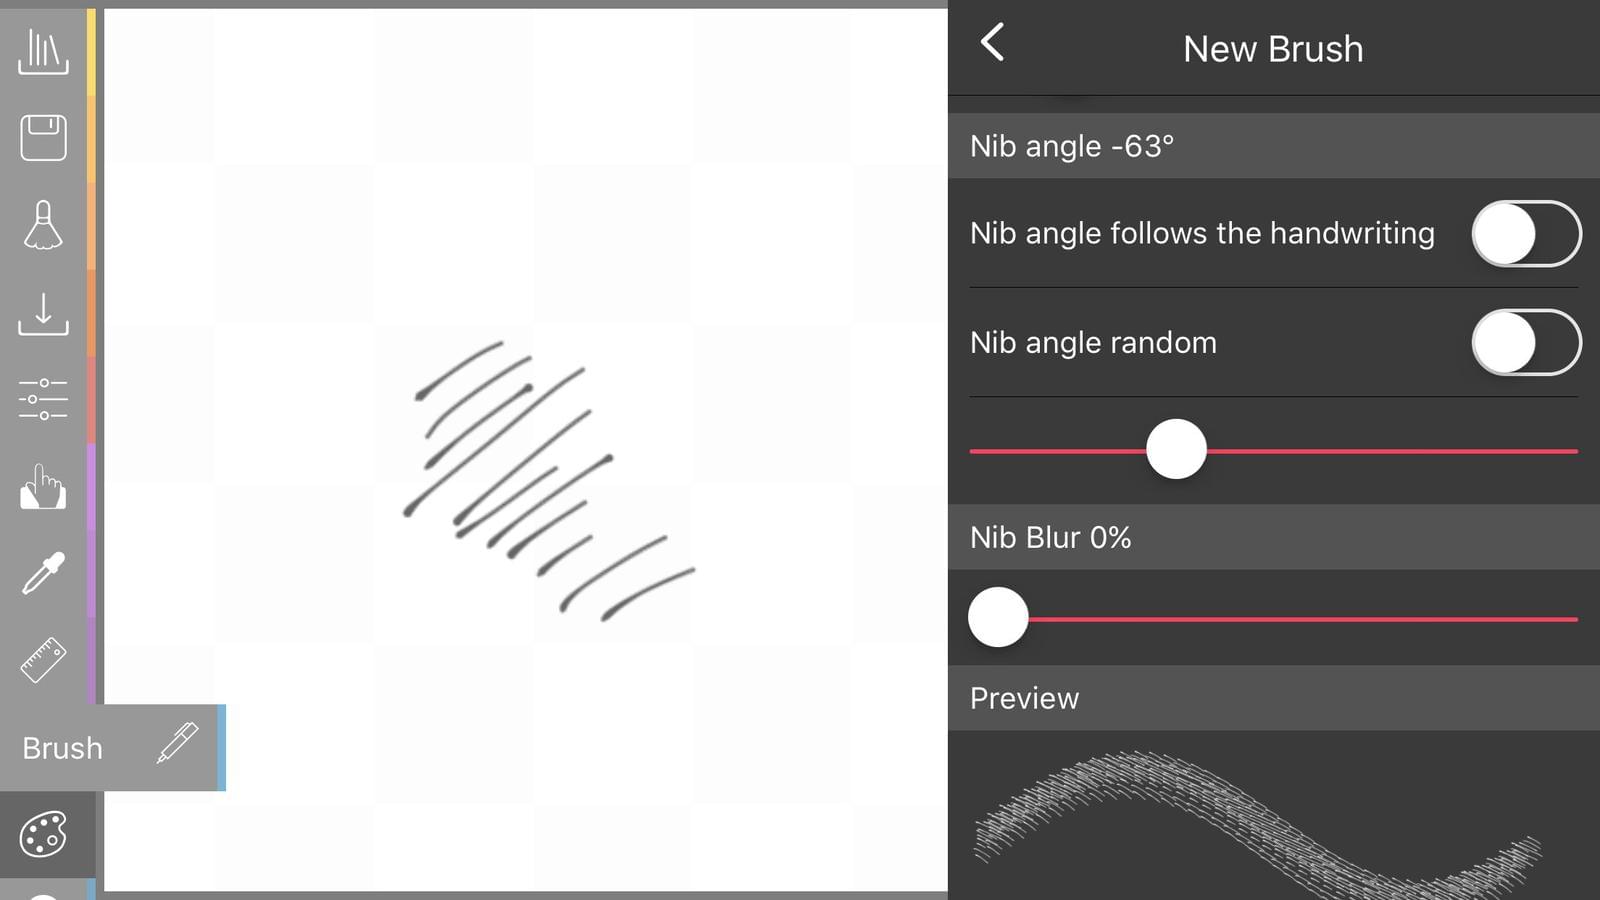 New Brush
Nib angle -63°
Nib angle follows the handwriting
Nib angle random
Nib Blur 0%
Preview
Brush